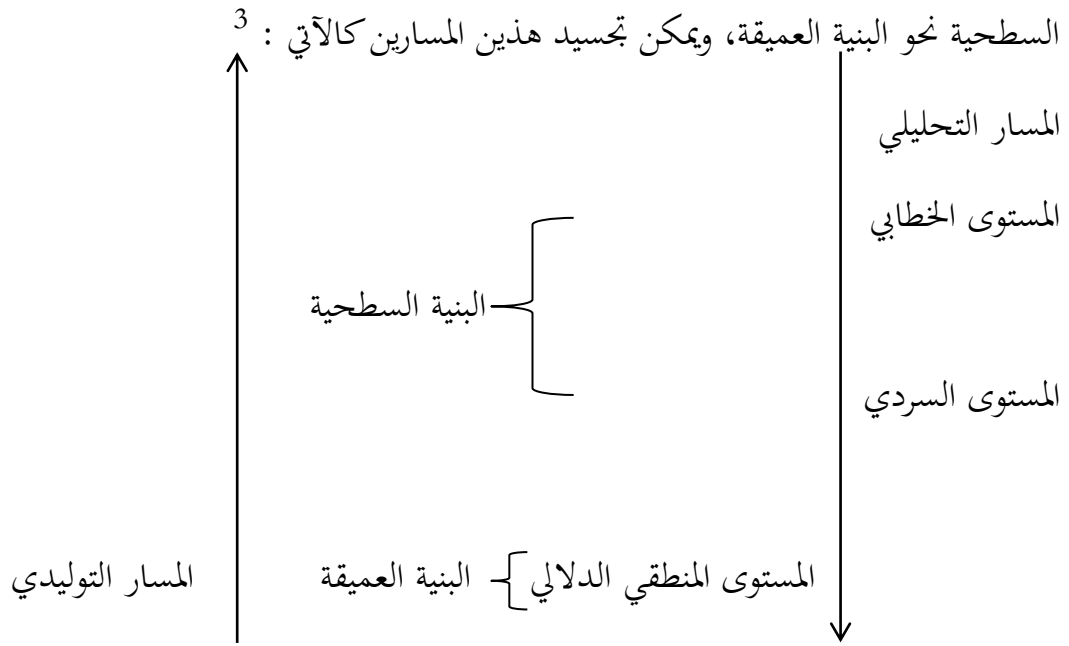 السطحية نحو البنية العميقة، ويمكن تجسيد هذين المسارين كالآتي : 3
المسار التحليلي
المستوى الخطابي
البنية السطحية
المستوى السردي
المستوى المنطقي الدلالي البنية العميقة المسار التوليدي